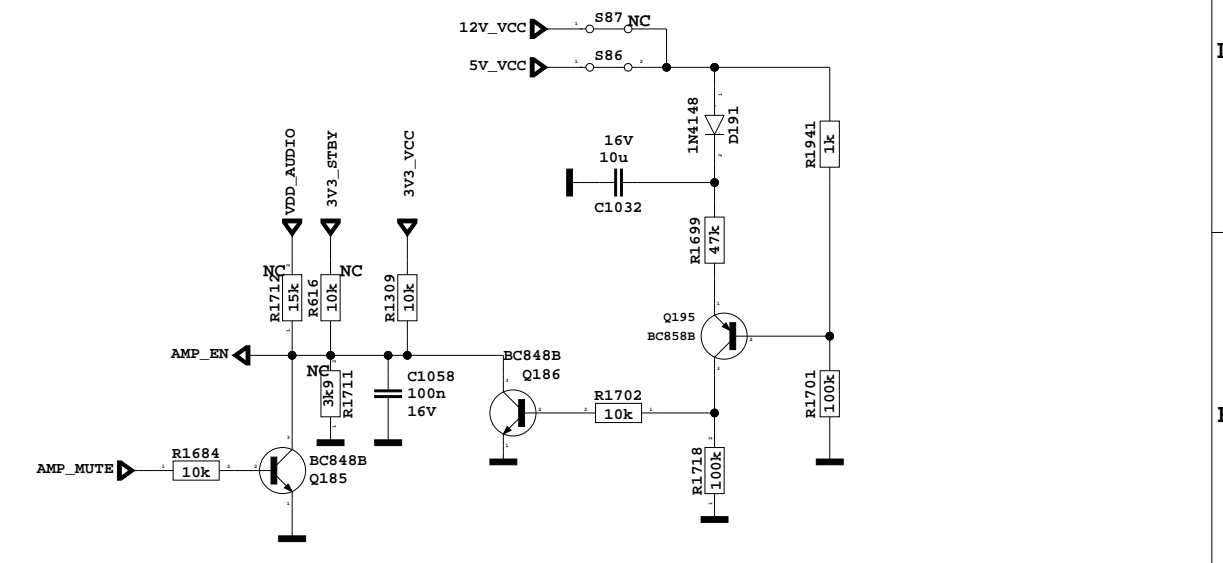 12V_VCC
S87
NC
5V_VCC
S86
1N4148
D191
R1941
1k
16V
10u
C1032
VDD_AUDIO
3V3_STBY
3V3_VCC
R1699
47k
NC
R1712
15k
NC
R616
10k
R1309
10k
Q195
BC858B
AMP_EN
NC
3k9
R1711
C1058
100n
16V
BC848B
Q186
R1702
10k
R1701
100k
AMP_MUTE
R1684
10k
BC848B
Q185
R1718
100k